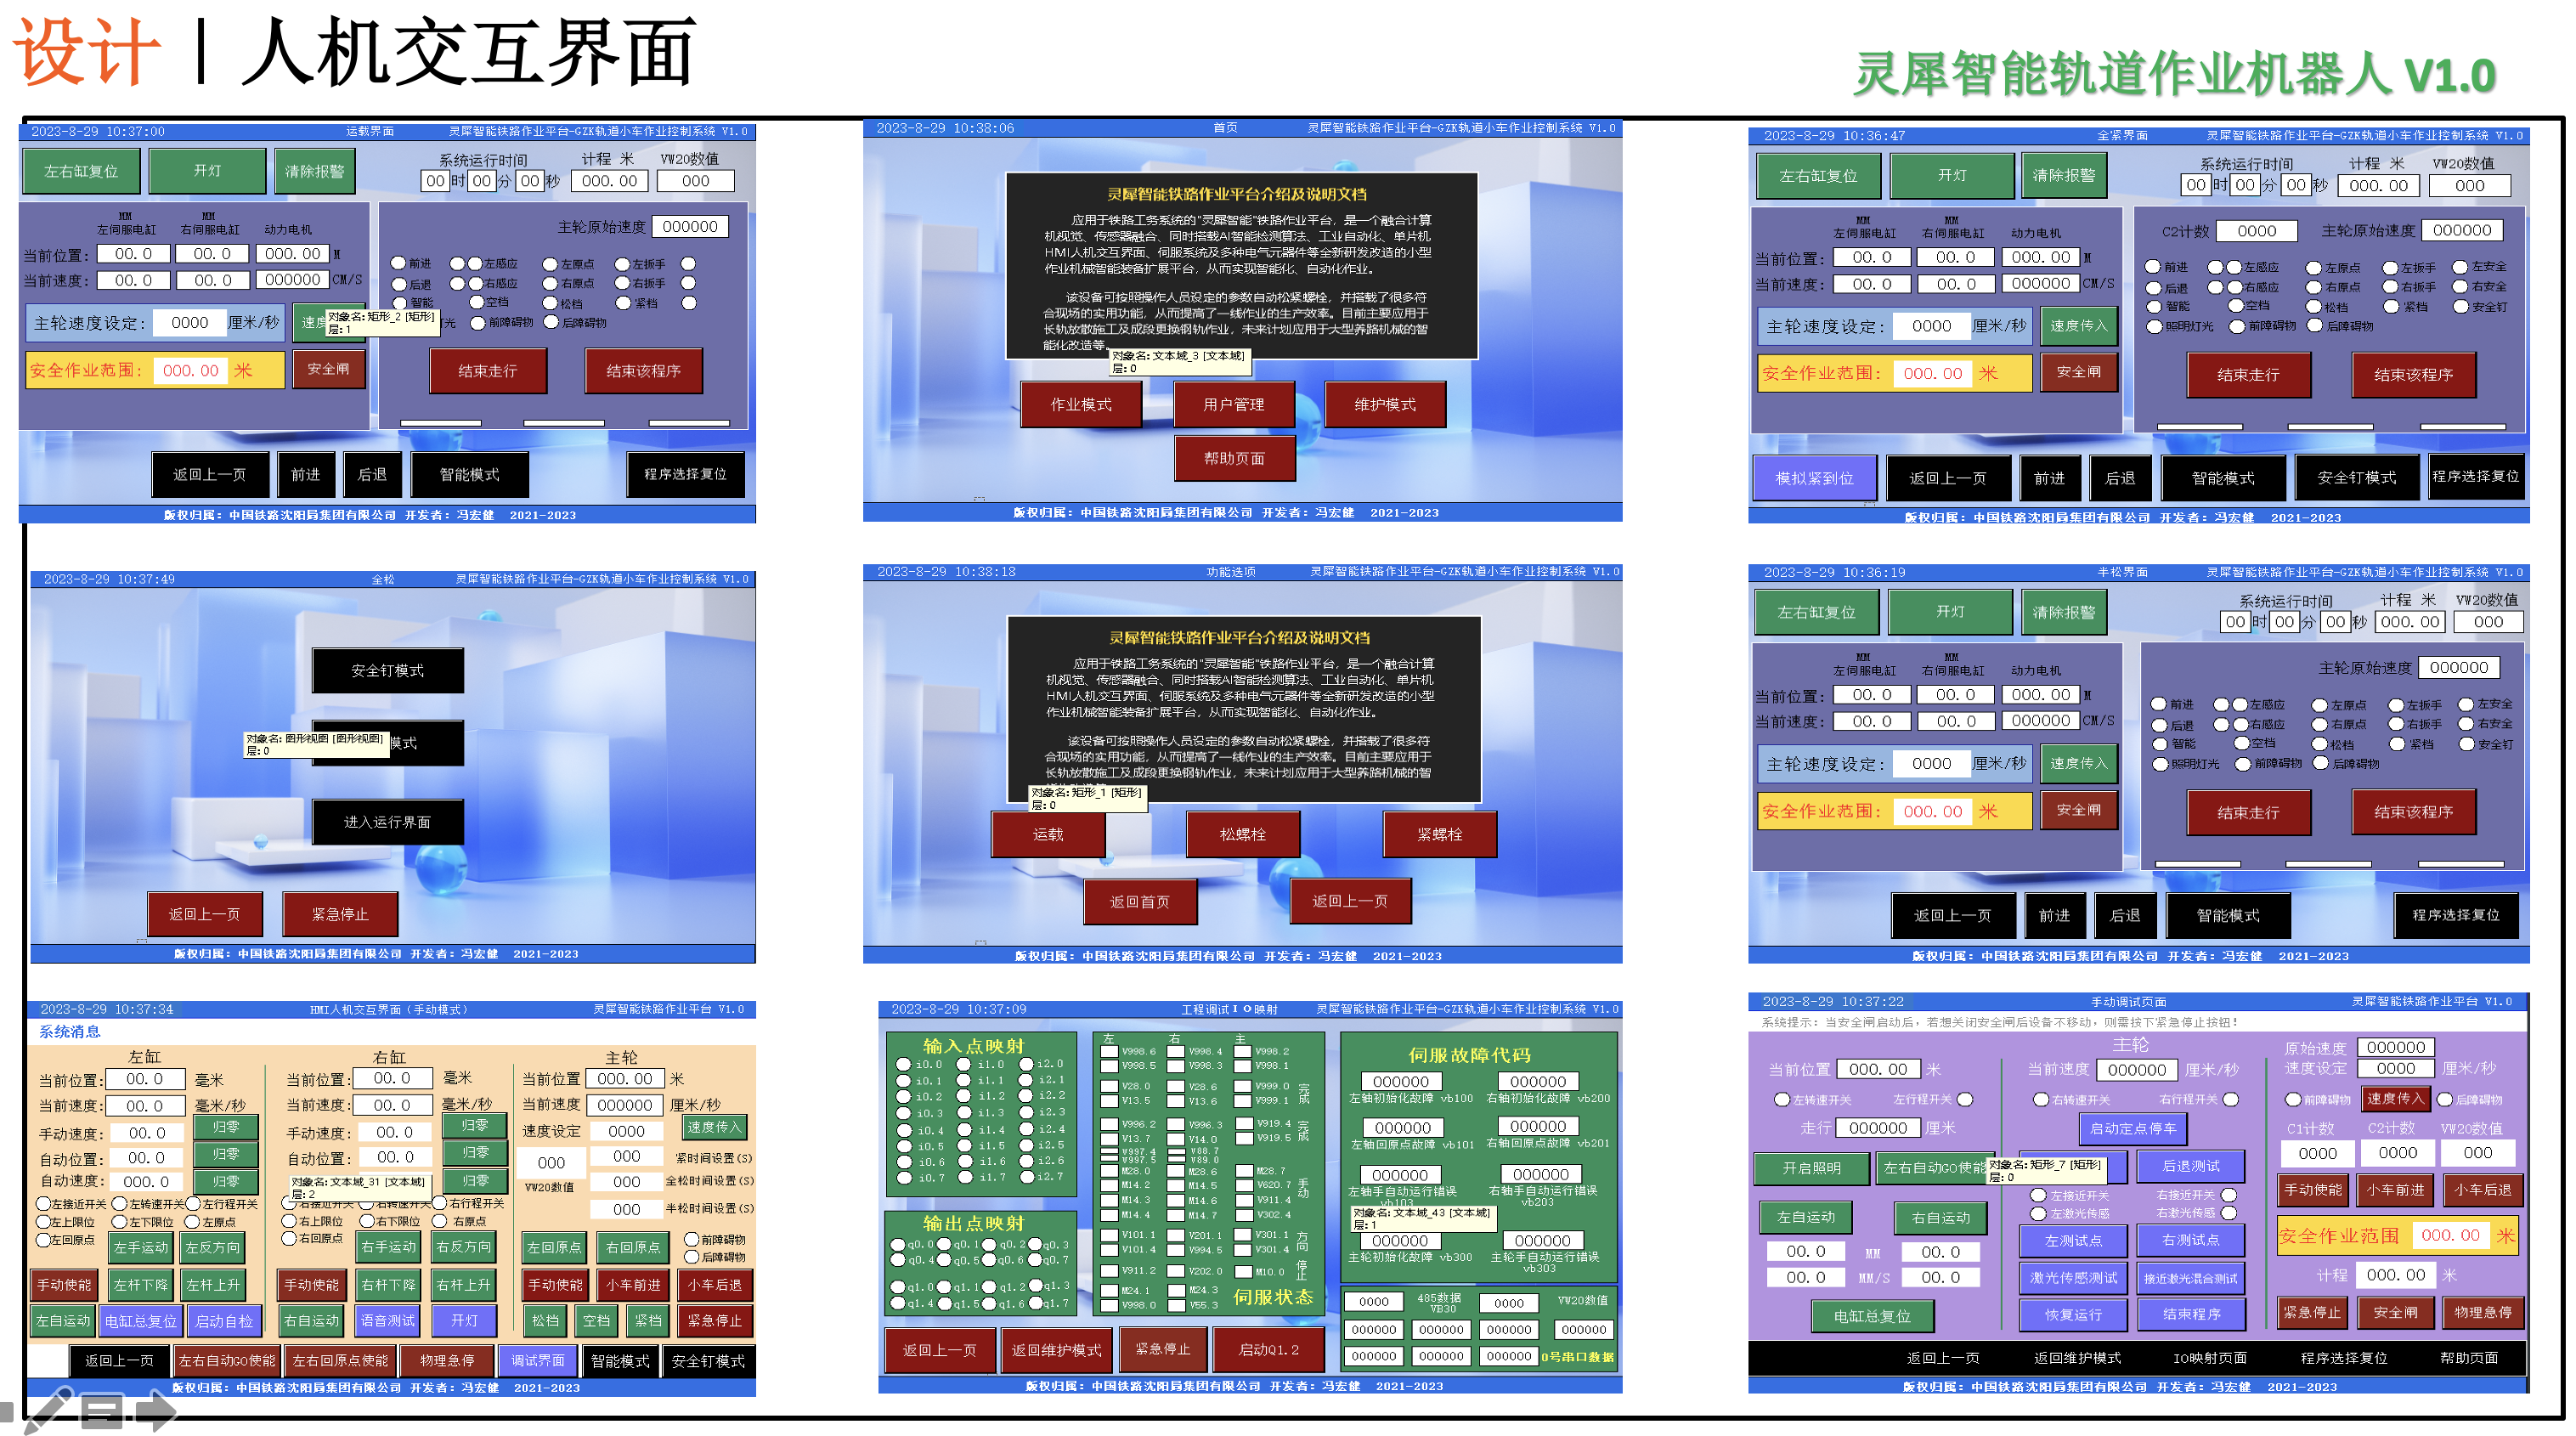 设计 | 人机交互界面
灵犀智能轨道作业机器人 V1.0
2023-8-29 10:37:00 运载界面 灵犀智能铁路作业平台-GZK轨道小车作业控制系统 V1.0
左右缸复位 开灯 清除报警
系统运行时间 计程 米 VW20数值
00 时 00 分 00 秒 000.00 000
MM MM
左伺服电缸 右伺服电缸 动力电机
当前位置: 00.0 00.0 000.00 M
当前速度: 00.0 00.0 000000 CM/S
主轮速度设定: 0000 厘米/秒
对象名: 矩形_2 [矩形]
层: 1
安全作业范围: 000.00 米 安全闸
主轮原始速度 000000
前进 左感应 左原点 左扳手
后退 右感应 右原点 右扳手
智能 空档 松档 紧档
前障碍物 后障碍物
结束走行 结束该程序
返回上一页 前进 后退 智能模式 程序选择复位
版权归属: 中国铁路沈阳局集团有限公司 开发者: 冯宏健 2021-2023
2023-8-29 10:38:06 首页 灵犀智能铁路作业平台-GZK轨道小车作业控制系统 V1.0
灵犀智能铁路作业平台介绍及说明文档
应用于铁路工务系统的"灵犀智能"铁路作业平台，是一个融合计算
机视觉、传感器融合、同时搭载AI智能检测算法、工业自动化、单片机
HMI人机交互界面、伺服系统及多种电气元器件等全新研发改造的小型
作业机械智能装备扩展平台，从而实现智能化、自动化作业。
该设备可按照操作人员设定的参数自动松紧螺栓，并搭载了很多符
合现场的实用功能，从而提高了一线作业的生产效率。目前主要应用于
长轨放散施工及成段更换钢轨作业，未来计划应用于大型养路机械的智
能化改造等。
对象名: 文本域_3 [文本域]
层: 0
作业模式 用户管理 维护模式
帮助页面
版权归属: 中国铁路沈阳局集团有限公司 开发者: 冯宏健 2021-2023
2023-8-29 10:36:47 全紧界面 灵犀智能铁路作业平台-GZK轨道小车作业控制系统 V1.0
左右缸复位 开灯 清除报警
系统运行时间 计程 米 VW20数值
00 时 00 分 00 秒 000.00 000
MM MM
左伺服电缸 右伺服电缸 动力电机
当前位置: 00.0 00.0 000.00 M
当前速度: 00.0 00.0 000000 CM/S
主轮速度设定: 0000 厘米/秒 速度传入
安全作业范围: 000.00 米 安全闸
C2计数 0000 主轮原始速度 000000
前进 左感应 左原点 左扳手 左安全
后退 右感应 右原点 右扳手 右安全
智能 空档 松档 紧档 安全钉
照明灯光 前障碍物 后障碍物
结束走行 结束该程序
模拟紧到位 返回上一页 前进 后退 智能模式 安全钉模式 程序选择复位
版权归属: 中国铁路沈阳局集团有限公司 开发者: 冯宏健 2021-2023
2023-8-29 10:37:49 全松 灵犀智能铁路作业平台-GZK轨道小车作业控制系统 V1.0
安全钉模式
模式
对象名: 图形视图 [图形视图]
层: 0
进入运行界面
返回上一页 紧急停止
版权归属: 中国铁路沈阳局集团有限公司 开发者: 冯宏健 2021-2023
2023-8-29 10:38:18 功能选项 灵犀智能铁路作业平台-GZK轨道小车作业控制系统 V1.0
灵犀智能铁路作业平台介绍及说明文档
应用于铁路工务系统的"灵犀智能"铁路作业平台，是一个融合计算
机视觉、传感器融合、同时搭载AI智能检测算法、工业自动化、单片机
HMI人机交互界面、伺服系统及多种电气元器件等全新研发改造的小型
作业机械智能装备扩展平台，从而实现智能化、自动化作业。
该设备可按照操作人员设定的参数自动松紧螺栓，并搭载了很多符
合现场的实用功能，从而提高了一线作业的生产效率。目前主要应用于
长轨放散施工及成段更换钢轨作业，未来计划应用于大型养路机械的智
对象名: 矩形_1 [矩形]
层: 0
运载 松螺栓 紧螺栓
返回首页 返回上一页
版权归属: 中国铁路沈阳局集团有限公司 开发者: 冯宏健 2021-2023
2023-8-29 10:36:19 半松界面 灵犀智能铁路作业平台-GZK轨道小车作业控制系统 V1.0
左右缸复位 开灯 清除报警
系统运行时间 计程 米 VW20数值
00 时 00 分 00 秒 000.00 000
MM MM
左伺服电缸 右伺服电缸 动力电机
当前位置: 00.0 00.0 000.00 M
当前速度: 00.0 00.0 000000 CM/S
主轮速度设定: 0000 厘米/秒 速度传入
安全作业范围: 000.00 米 安全闸
主轮原始速度 000000
前进 左感应 左原点 左扳手 左安全
后退 右感应 右原点 右扳手 右安全
智能 空档 松档 紧档 安全钉
照明灯光 前障碍物 后障碍物
结束走行 结束该程序
返回上一页 前进 后退 智能模式 程序选择复位
版权归属: 中国铁路沈阳局集团有限公司 开发者: 冯宏健 2021-2023
2023-8-29 10:37:34 HMI人机交互界面（手动模式） 灵犀智能铁路作业平台 V1.0
系统消息
左缸 右缸 主轮
当前位置: 00.0 毫米 当前位置: 00.0 毫米 当前位置 000.00 米
当前速度: 00.0 毫米/秒 当前速度: 00.0 毫米/秒 当前速度 000000 厘米/秒
手动速度: 00.0 归零 手动速度: 00.0 归零 速度设定 0000 速度传入
自动位置: 00.0 归零 自动位置: 00.0 归零 000 000 紧时间设置(S)
自动速度: 000.0 归零 归零 VW20数值 000 全松时间设置(S)
对象名: 文本域_31 [文本域]
层: 2
000 半松时间设置(S)
左接近开关 左转速开关 左行程开关 右接近开关 右转速开关 右行程开关
左上限位 左下限位 左原点 右上限位 右下限位 右原点
左回原点 左手运动 左反方向 右回原点 右手运动 右反方向 左回原点 右回原点 前障碍物
后障碍物
手动使能 左杆下降 左杆上升 手动使能 右杆下降 右杆上升 手动使能 小车前进 小车后退
左自运动 电缸总复位 启动自检 右自运动 语音测试 开灯 松档 空档 紧档 紧急停止
返回上一页 左右自动GO使能 左右回原点使能 物理急停 调试界面 智能模式 安全钉模式
版权归属: 中国铁路沈阳局集团有限公司 开发者: 冯宏健 2021-2023
2023-8-29 10:37:09 工程调试IO映射 灵犀智能铁路作业平台-GZK轨道小车作业控制系统 V1.0
输入点映射
i0.0 i1.0 i2.0
i0.1 i1.1 i2.1
i0.2 i1.2 i2.2
i0.3 i1.3 i2.3
i0.4 i1.4 i2.4
i0.5 i1.5 i2.5
i0.6 i1.6 i2.6
i0.7 i1.7 i2.7
输出点映射
q0.0 q0.1 q0.2 q0.3
q0.4 q0.5 q0.6 q0.7
q1.0 q1.1 q1.2 q1.3
q1.4 q1.5 q1.6 q1.7
左 右 主
V998.6 V998.4 V998.2
V998.5 V998.3 V998.1
V28.0 V28.6 V999.0 完成
V13.5 V13.6 V999.1
V996.2 V996.3 V919.4 完成
V13.7 V14.0 V919.5
V997.4 V88.7
V997.5 V89.0
M28.0 M28.6 M28.7
M14.2 M14.5 V620.7 手动
M14.3 M14.6 V911.4
M14.4 M14.7 V302.4
V101.1 V201.1 V301.1 方向
V101.4 V994.5 V301.4
V911.2 V202.0 M10.0 停止
M24.1 M24.3
V998.0 V55.3 伺服状态
伺服故障代码
000000 000000
左轴初始化故障 vb100 右轴初始化故障 vb200
000000 000000
左轴回原点故障 vb101 右轴回原点故障 vb201
000000 000000
左轴手自动运行错误 右轴手自动运行错误
vb103 vb203
对象名: 文本域_43 [文本域]
层: 1
000000 000000
主轮初始化故障 vb300 主轮手自动运行错误
vb303
0000 485数据 VB30 0000 VW20数值
000000 000000 000000 000000
000000 000000 000000 0号串口数据
返回上一页 返回维护模式 紧急停止 启动Q1.2
版权归属: 中国铁路沈阳局集团有限公司 开发者: 冯宏健 2021-2023
2023-8-29 10:37:22 手动调试页面 灵犀智能铁路作业平台 V1.0
系统提示: 当安全闸启动后，若想关闭安全闸后设备不移动，则需按下紧急停止按钮!
主轮
当前位置 000.00 米 当前速度 000000 厘米/秒
原始速度 000000
速度设定 0000 厘米/秒
左转速开关 左行程开关 右转速开关 右行程开关 前障碍物 速度传入 后障碍物
走行 000000 厘米 启动定点停车
C1计数 C2计数 VW20数值
0000 0000 000
开启照明 左右自动GO使能 后退测试
对象名: 矩形_7 [矩形]
层: 0
手动使能 小车前进 小车后退
左接近开关 右接近开关
左激光传感 右激光传感
左自运动 右自运动 左测试点 右测试点
安全作业范围 000.00 米
00.0 MM 00.0
00.0 MM/S 00.0
激光传感测试 接近激光混合测试 计程 000.00 米
电缸总复位 恢复运行 结束程序 紧急停止 安全闸 物理急停
返回上一页 返回维护模式 IO映射页面 程序选择复位 帮助页面
版权归属: 中国铁路沈阳局集团有限公司 开发者: 冯宏健 2021-2023